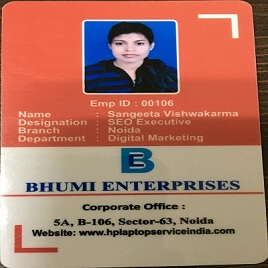 Emp ID : 00106
Name : Sangeeta Vishwakarma
Designation : SEO Executive
Branch : Noida
Department : Digital Marketing
BE
BHUMI ENTERPRISES
Corporate Office :
5A, B-106, Sector-63, Noida
Website: www.hplaptopserviceindia.com